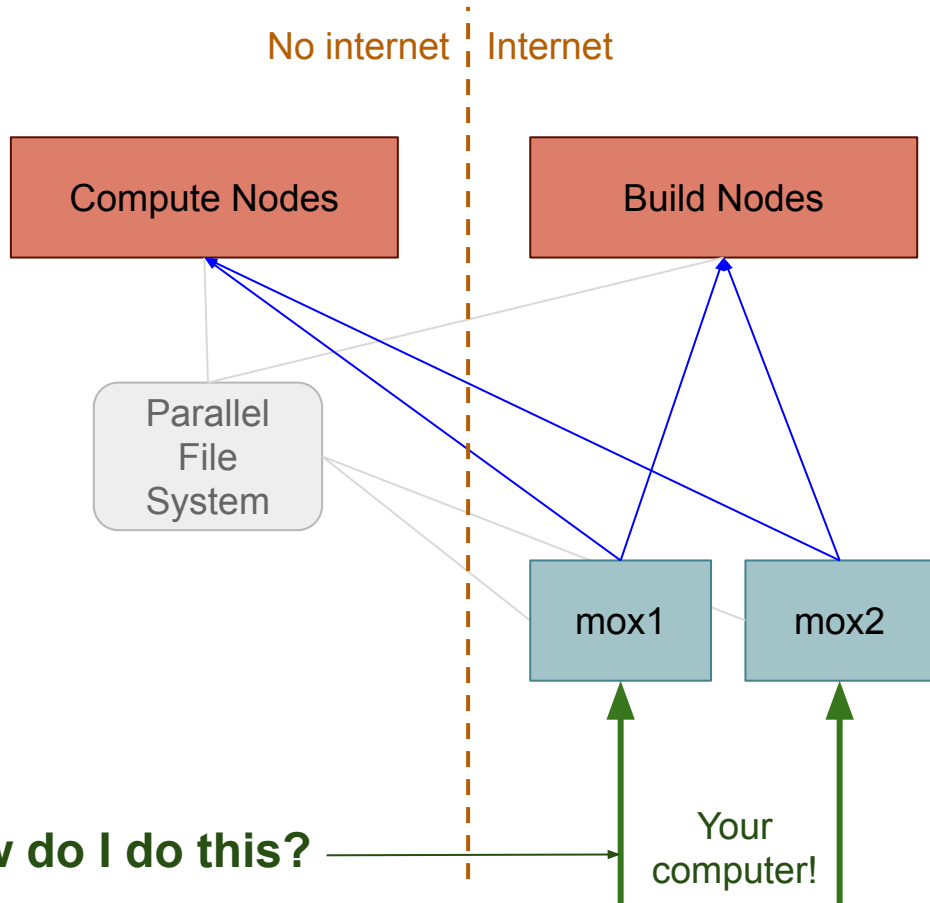 No internet
Internet
Compute Nodes
Build Nodes
Parallel
File
System
mox1
mox2
w do I do this?
Your
computer!